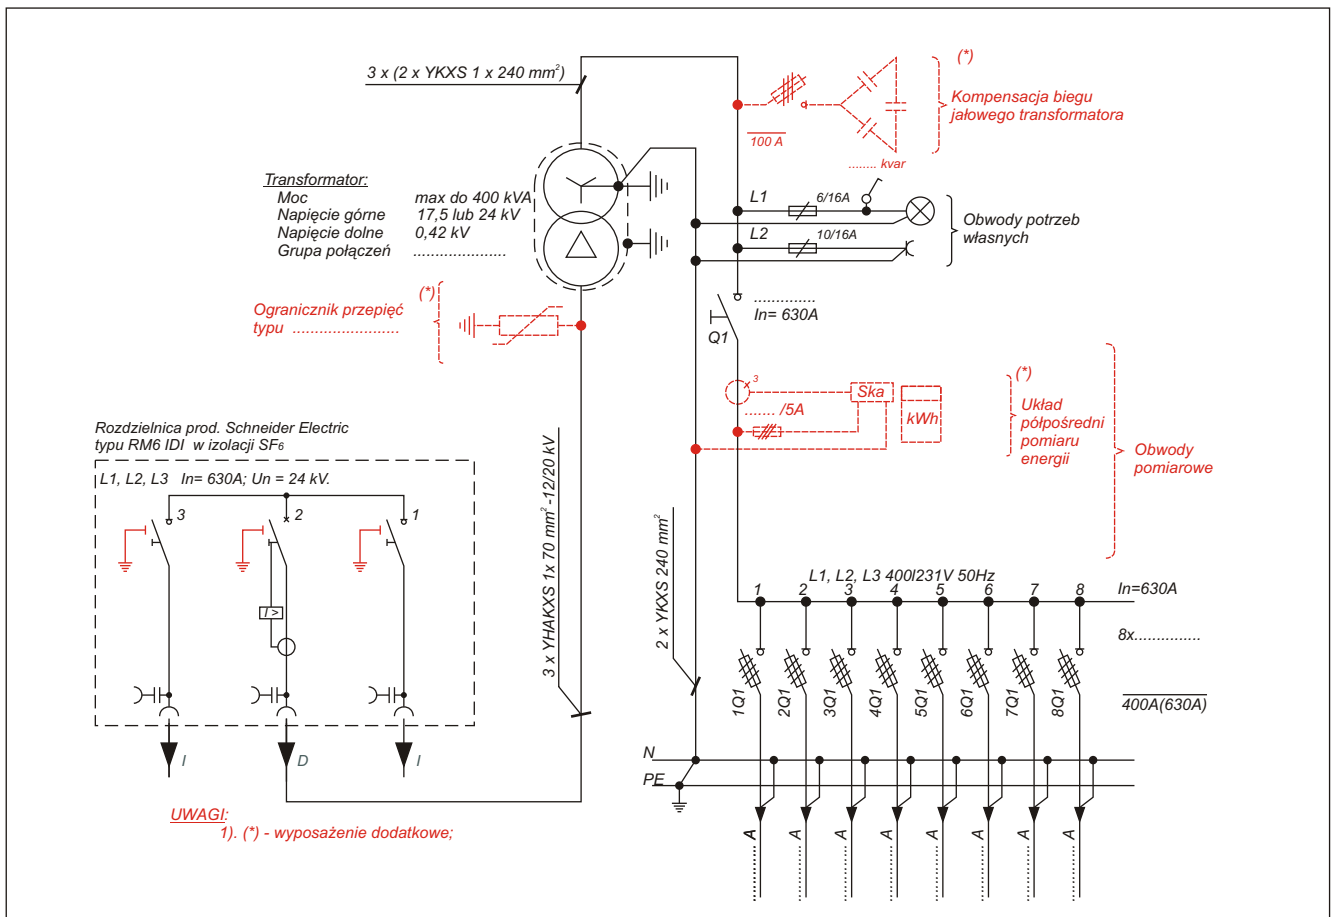 3 x (2 x YKXS 1 x 240 mm²)
(*)
Kompensacja biegu
jałowego transformatora
100 A
........ kvar
Transformator:
Moc max do 400 kVA
Napięcie górne 17,5 lub 24 kV
Napięcie dolne 0,42 kV
Grupa połączeń ......................
L1 6/16A
L2 10/16A
Obwody potrzeb
własnych
(*)
Ogranicznik przepięć
typu .........................
..............
In= 630A
Q1
3
Ska
kWh
....... /5A
(*)
Układ
półpośredni
pomiaru
energii
Obwody
pomiarowe
Rozdzielnica prod. Schneider Electric
typu RM6 IDI w izolacji SF6
L1, L2, L3 In= 630A; Un = 24 kV.
3 2 1
I >
I D I
3 x YHAKXS 1x 70 mm² -12/20 kV
2 x YKXS 240 mm²
L1, L2, L3 400I231V 50Hz
1 2 3 4 5 6 7 8
In=630A
8x...............
1Q1 2Q1 3Q1 4Q1 5Q1 6Q1 7Q1 8Q1
400A(630A)
N
PE
.............. A .............. A .............. A .............. A .............. A .............. A .............. A .............. A
UWAGI:
1). (*) - wyposażenie dodatkowe;